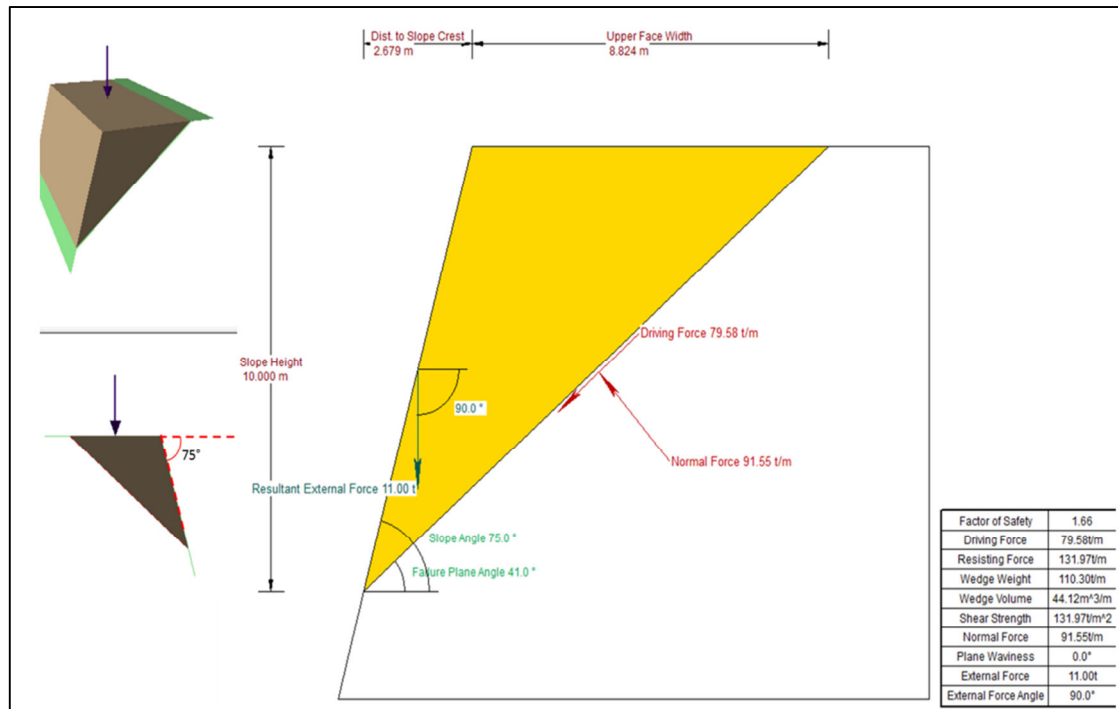 Dist. to Slope Crest
2.679 m
Upper Face Width
8.824 m
Slope Height
10.000 m
Driving Force 79.58 t/m
90.0 °
Normal Force 91.55 t/m
75°
Resultant External Force 11.00 t
Slope Angle 75.0 °
Failure Plane Angle 41.0 °
Factor of Safety 1.66
Driving Force 79.58t/m
Resisting Force 131.97t/m
Wedge Weight 110.30t/m
Wedge Volume 44.12m^3/m
Shear Strength 131.97t/m^2
Normal Force 91.55t/m
Plane Waviness 0.0°
External Force 11.00t
External Force Angle 90.0°